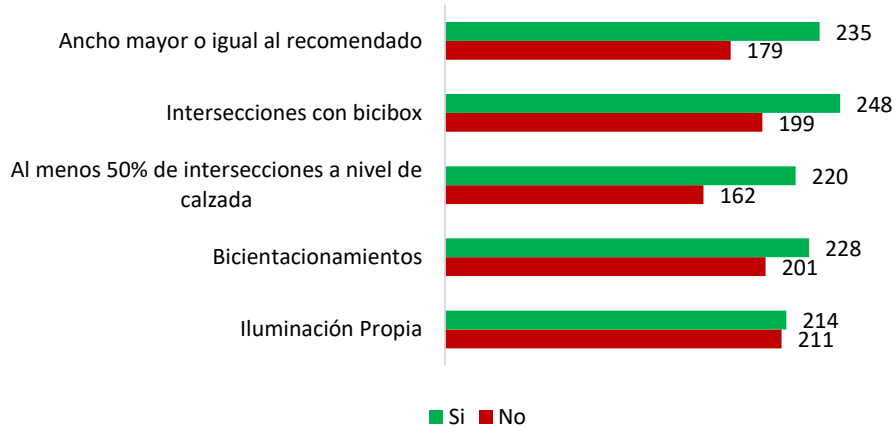 Ancho mayor o igual al recomendado
235
179
Intersecciones con bicibox
248
199
Al menos 50% de intersecciones a nivel de
calzada
220
162
Bicientacionamientos
228
201
Iluminación Propia
214
211
Si No